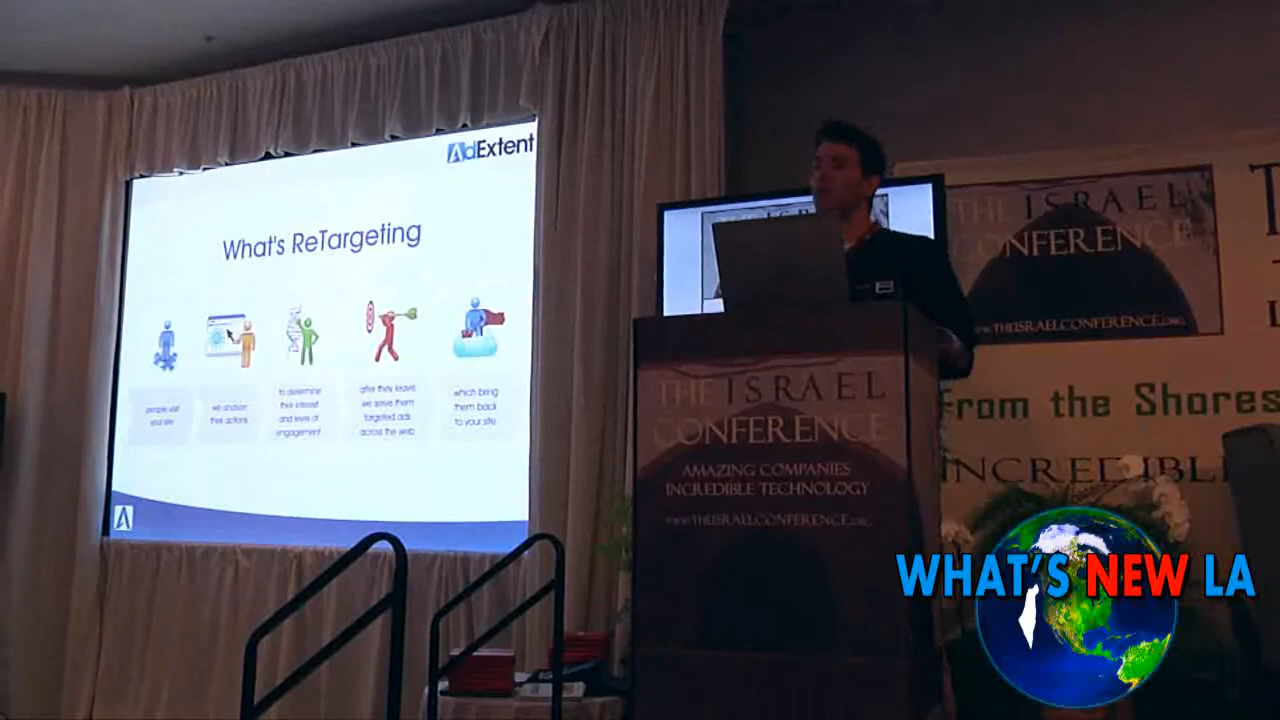 AdExtent
What's ReTargeting
people visit
your site
we analyze
their actions
to determine
their interest
and level of
engagement
after they leave,
we serve them
targeted ads
across the web
which bring
them back
to your site
A
THE ISRAEL
CONFERENCE
AMAZING COMPANIES
INCREDIBLE TECHNOLOGY
WWW.THEISRAELCONFERENCE.ORG
THE ISRAEL
CONFERENCE
WWW.THEISRAELCONFERENCE.ORG
From the Shores
INCREDIBL
WHAT'S NEW LA